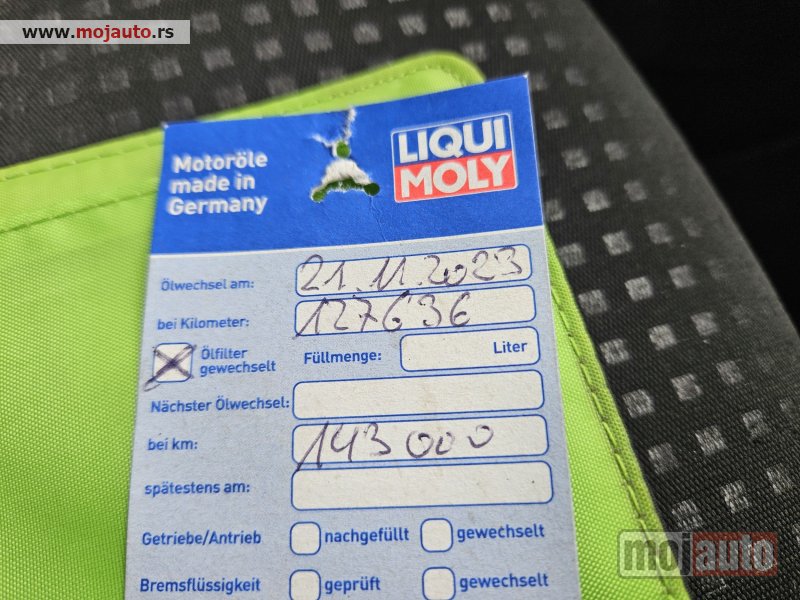 www.mojauto.rs
Motoröle
made in
Germany
LIQUI
MOLY
Ölwechsel am: 21.11.2023
bei Kilometer: 127636
Ölfilter
gewechselt
Füllmenge: Liter
Nächster Ölwechsel:
bei km: 143000
spätestens am:
Getriebe/Antrieb nachgefüllt gewechselt
Bremsflüssigkeit geprüft gewechselt
mojauto